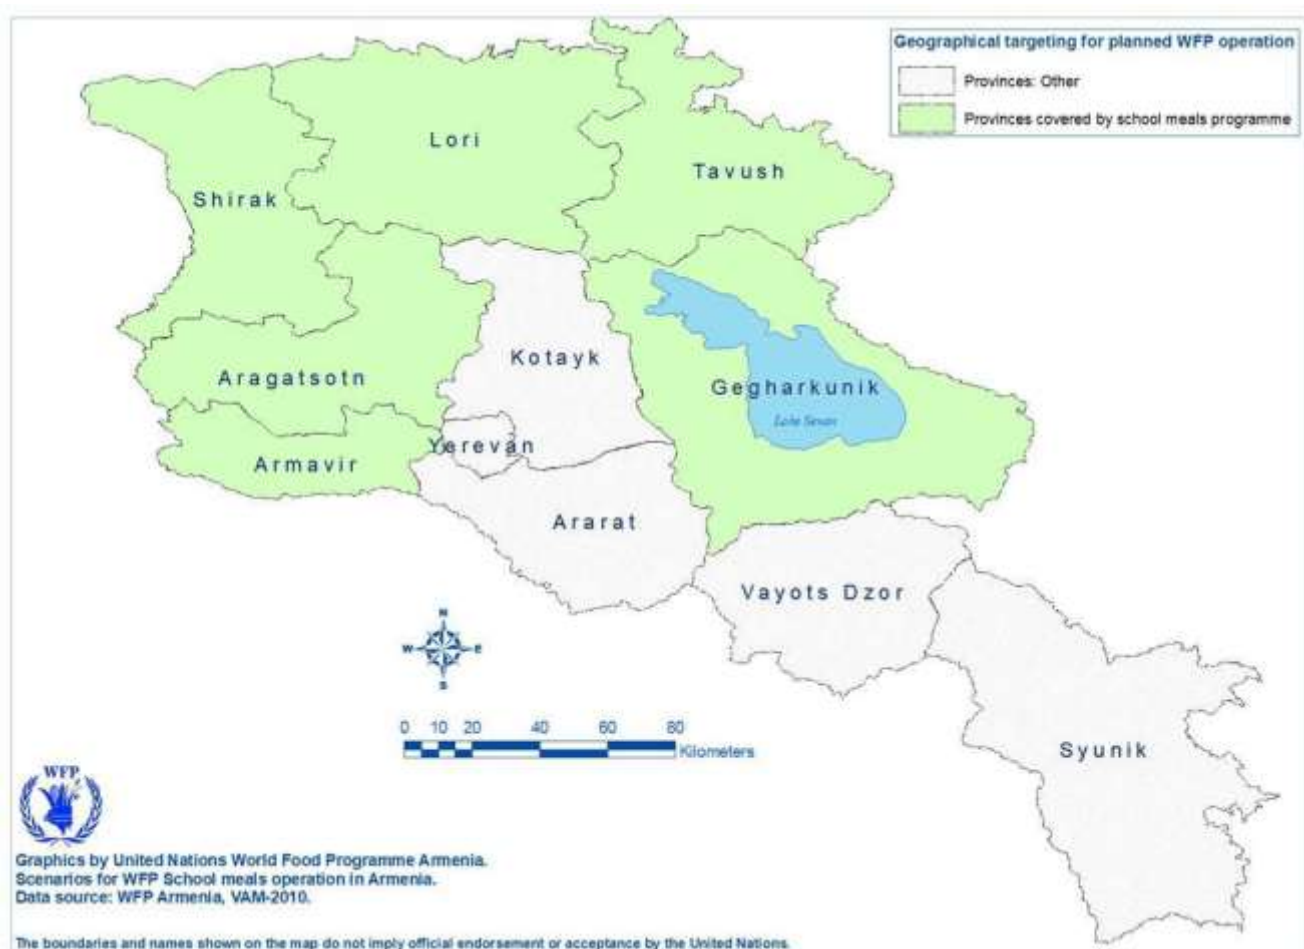 Geographical targeting for planned WFP operation
Provinces: Other
Provinces covered by school meals programme
Lori
Tavush
Shirak
Kotayk
Aragatsotn
Gegharkunik
Lake Sevan
Yerevan
Armavir
Ararat
Vayots Dzor
N
W E
S
0 10 20 40 60 80
Kilometers
Syunik
WFP
Graphics by United Nations World Food Programme Armenia.
Scenarios for WFP School meals operation in Armenia.
Data source: WFP Armenia, VAM-2010.
The boundaries and names shown on the map do not imply official endorsement or acceptance by the United Nations.